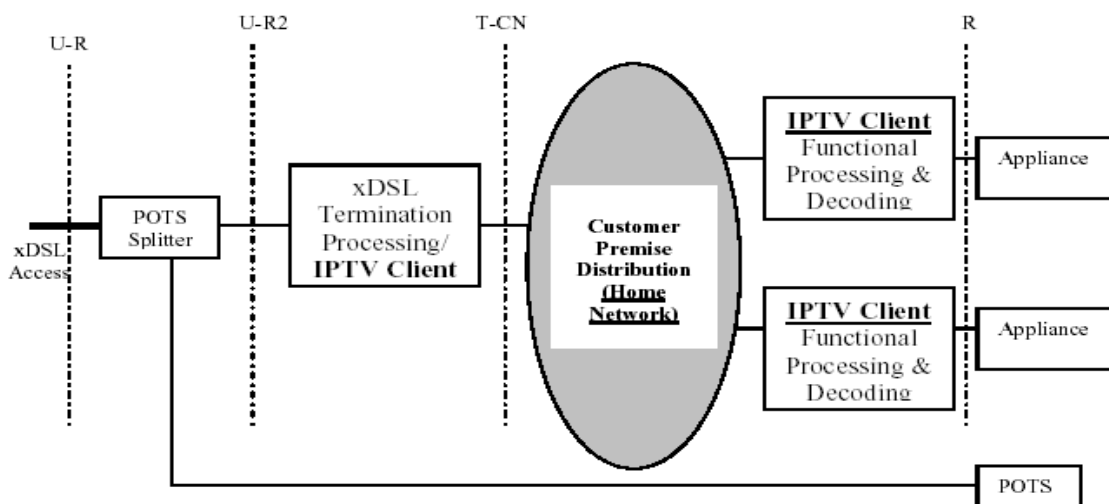 U-R
U-R2
T-CN
R
xDSL
Access
POTS
Splitter
xDSL
Termination
Processing/
IPTV Client
Customer
Premise
Distribution
(Home
Network)
IPTV Client
Functional
Processing &
Decoding
Appliance
IPTV Client
Functional
Processing &
Decoding
Appliance
POTS